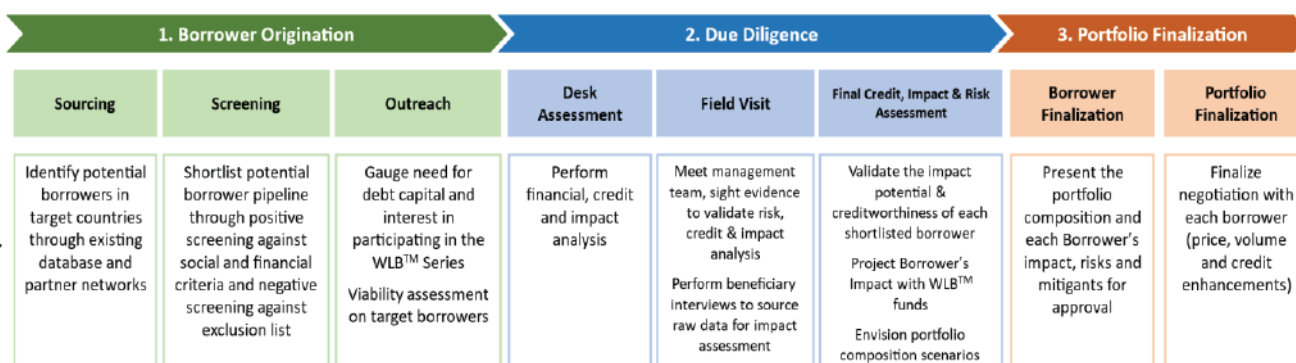 1. Borrower Origination
2. Due Diligence
3. Portfolio Finalization
Sourcing
Screening
Outreach
Desk
Assessment
Field Visit
Final Credit, Impact & Risk
Assessment
Borrower
Finalization
Portfolio
Finalization
Identify potential
borrowers in
target countries
through existing
database and
partner networks
Shortlist potential
borrower pipeline
through positive
screening against
social and financial
criteria and negative
screening against
exclusion list
Gauge need for
debt capital and
interest in
participating in the
WLB™ Series
Viability assessment
on target borrowers
Perform
financial, credit
and impact
analysis
Meet management
team, sight evidence
to validate risk,
credit & impact
analysis
Perform beneficiary
interviews to source
raw data for impact
assessment
Validate the impact
potential &
creditworthiness of each
shortlisted borrower
Project Borrower's
Impact with WLB™
funds
Envision portfolio
composition scenarios
Present the
portfolio
composition and
each Borrower's
impact, risks and
mitigants for
approval
Finalize
negotiation with
each borrower
(price, volume
and credit
enhancements)